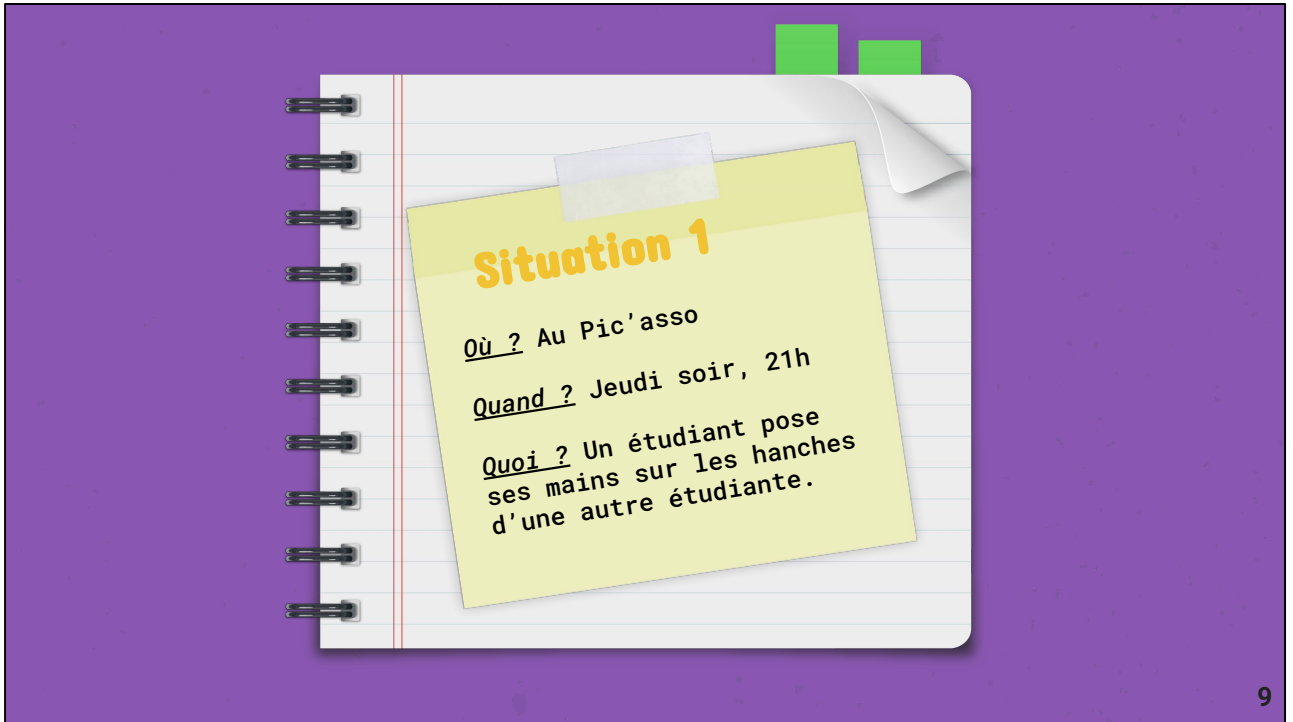 Situation 1
Où ? Au Pic’asso
Quand ? Jeudi soir, 21h
Quoi ? Un étudiant pose
ses mains sur les hanches
d’une autre étudiante.
9